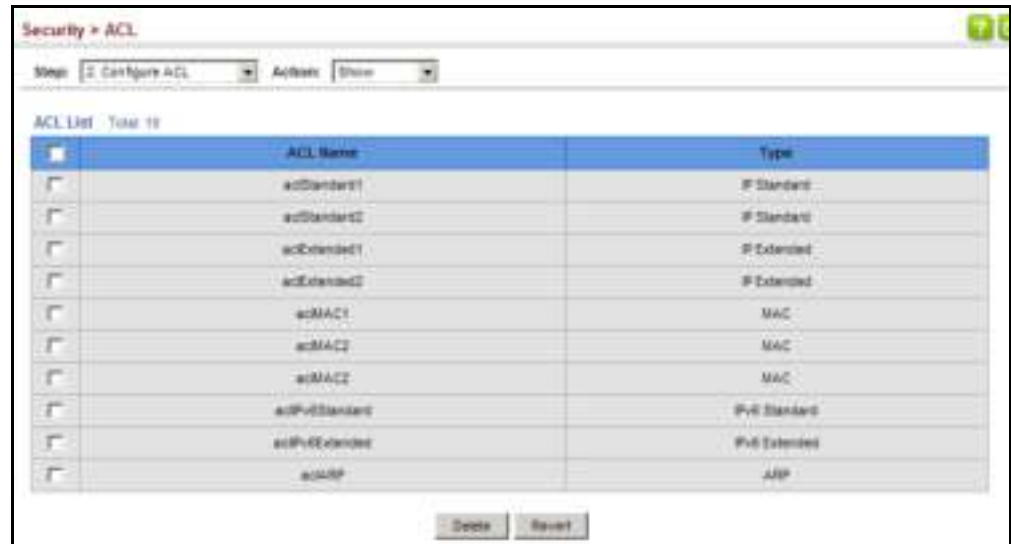 Security > ACL
Step: 2. Configure ACL Action: Show
ACL List Total: 10
ACL Name Type
aclStandard1 IP Standard
aclStandard2 IP Standard
aclExtended1 IP Extended
aclExtended2 IP Extended
aclMAC1 MAC
aclMAC2 MAC
aclMAC2 MAC
aclIPv6Standard IPv6 Standard
aclIPv6Extended IPv6 Extended
aclARP ARP
Delete Revert